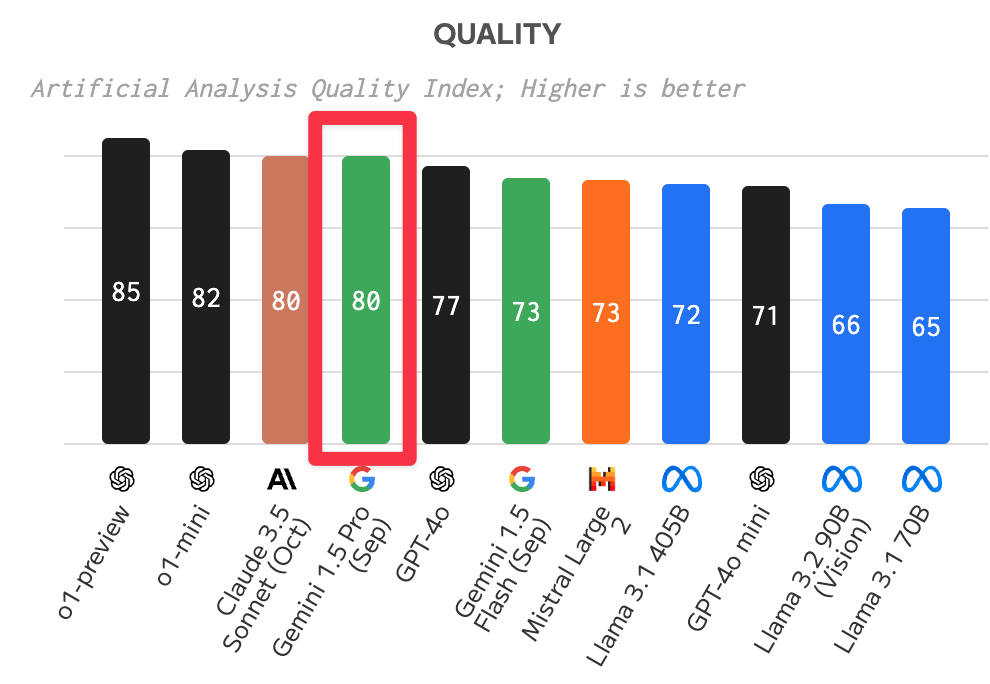 QUALITY
Artificial Analysis Quality Index; Higher is better
85
82
80
80
77
73
73
72
71
66
65
o1-preview
o1-mini
Claude 3.5
Sonnet (Oct)
Gemini 1.5 Pro
(Sep)
GPT-4o
Gemini 1.5
Flash (Sep)
Mistral Large
2
Llama 3.1 405B
GPT-4o mini
Llama 3.2 90B
(Vision)
Llama 3.1 70B